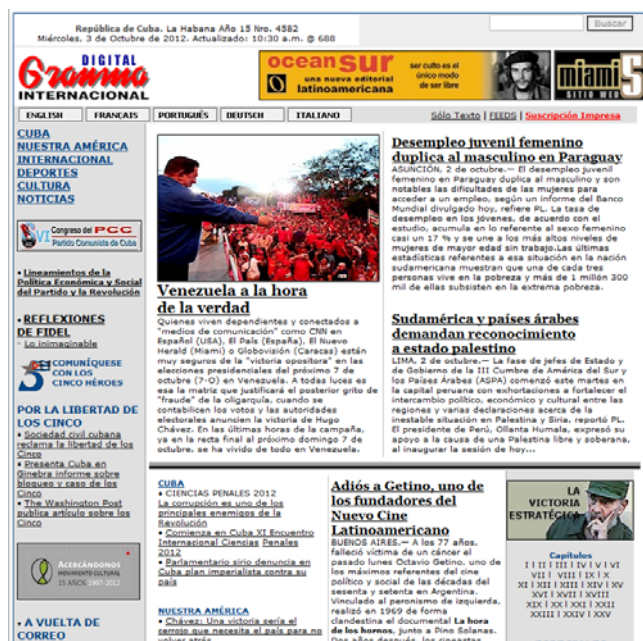 República de Cuba. La Habana Año 15 Nro. 4582
Miércoles, 3 de Octubre de 2012. Actualizado: 10:30 a.m. @ 688
Buscar
DIGITAL
Granma
INTERNACIONAL
oceansur
una nueva editorial
latinoamericana
ser culto es el
único modo
de ser libre
miami5
SITIO WEB
ENGLISH
FRANÇAIS
PORTUGUÊS
DEUTSCH
ITALIANO
Sólo Texto | FEEDS | Suscripción Impresa
CUBA
NUESTRA AMÉRICA
INTERNACIONAL
DEPORTES
CULTURA
NOTICIAS
VI Congreso del PCC
Partido Comunista de Cuba
• Lineamientos de la
Política Económica y Social
del Partido y la Revolución
• REFLEXIONES
DE FIDEL
- Lo inimaginable
5
COMUNÍQUESE
CON LOS
CINCO HÉROES
POR LA LIBERTAD DE
LOS CINCO
• Sociedad civil cubana
reclama la libertad de los
Cinco
• Presenta Cuba en
Ginebra informe sobre
bloqueo y caso de los
Cinco
• The Washington Post
publica artículo sobre los
Cinco
ACERCÁNDONOS
MOVIMIENTO CULTURAL
15 AÑOS 1997-2012
• A VUELTA DE
CORREO
Venezuela a la hora
de la verdad
Quienes viven dependientes y conectados a
"medios de comunicación" como CNN en
Español (USA), El País (España), El Nuevo
Herald (Miami) o Globovisión (Caracas) están
muy seguros de la "victoria opositora" en las
elecciones presidenciales del próximo 7 de
octubre (7-O) en Venezuela. A todas luces es
esa la matriz que justificará el posterior grito de
"fraude" de la oligarquía, cuando se
contabilicen los votos y las autoridades
electorales anuncien la victoria de Hugo
Chávez. En las últimas horas de la campaña,
ya en la recta final al próximo domingo 7 de
octubre, se ha vivido de todo en Venezuela.
Desempleo juvenil femenino
duplica al masculino en Paraguay
ASUNCIÓN, 2 de octubre.— El desempleo juvenil
femenino en Paraguay duplica al masculino y son
notables las dificultades de las mujeres para
acceder a un empleo, según un informe del Banco
Mundial divulgado hoy, refiere PL. La tasa de
desempleo en los jóvenes, de acuerdo con el
estudio, acumula en lo referente al sexo femenino
casi un 17 % y se une a los más altos niveles de
mujeres de mayor edad sin trabajo.Las últimas
estadísticas referentes a esa situación en la nación
sudamericana muestran que una de cada tres
personas vive en la pobreza y más de 1 millón 300
mil de ellas subsisten en la extrema pobreza.
Sudamérica y países árabes
demandan reconocimiento
a estado palestino
LIMA, 2 de octubre.— La fase de jefes de Estado y
de Gobierno de la III Cumbre de América del Sur y
los Países Árabes (ASPA) comenzó este martes en
la capital peruana con exhortaciones a fortalecer el
intercambio político, económico y cultural entre las
regiones y varias declaraciones acerca de la
inestable situación en Palestina y Siria, reportó PL.
El presidente de Perú, Ollanta Humala, expresó su
apoyo a la causa de una Palestina libre y soberana,
al inaugurar la sesión de hoy...
CUBA
• CIENCIAS PENALES 2012
La corrupción es uno de los
principales enemigos de la
Revolución
• Comienza en Cuba XI Encuentro
Internacional Ciencias Penales
2012
• Parlamentario sirio denuncia en
Cuba plan imperialista contra su
país
NUESTRA AMÉRICA
• Chávez: Una victoria sería el
cerrojo que necesita el país para no
volver atrás
Adiós a Getino, uno de
los fundadores del
Nuevo Cine
Latinoamericano
BUENOS AIRES.— A los 77 años,
falleció víctima de un cáncer el
pasado lunes Octavio Getino, uno de
los máximos referentes del cine
político y social de las décadas del
sesenta y setenta en Argentina.
Vinculado al peronismo de izquierda,
realizó en 1969 de forma
clandestina el documental La hora
de los hornos, junto a Pino Solanas.
Dos años después, los cineastas
LA
VICTORIA
ESTRATÉGICA
Capítulos
I | II | III | IV | V | VI
VII | VIII | IX | X
XI | XII | XIII | XIV | XV
XVI | XVII | XVIII
XIX | XX | XXI | XXII
XXIII | XXIV | XXV